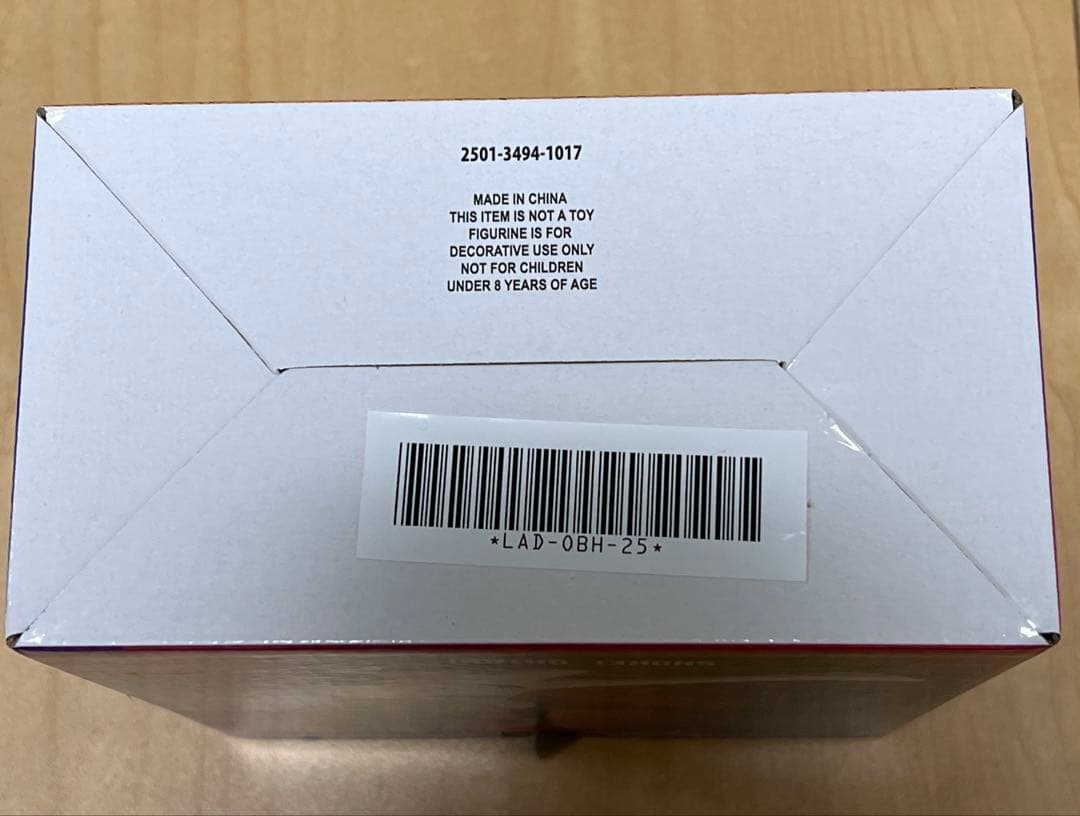 2501-3494-1017
MADE IN CHINA
THIS ITEM IS NOT A TOY
FIGURINE IS FOR
DECORATIVE USE ONLY
NOT FOR CHILDREN
UNDER 8 YEARS OF AGE
*LAD-OBH-25*